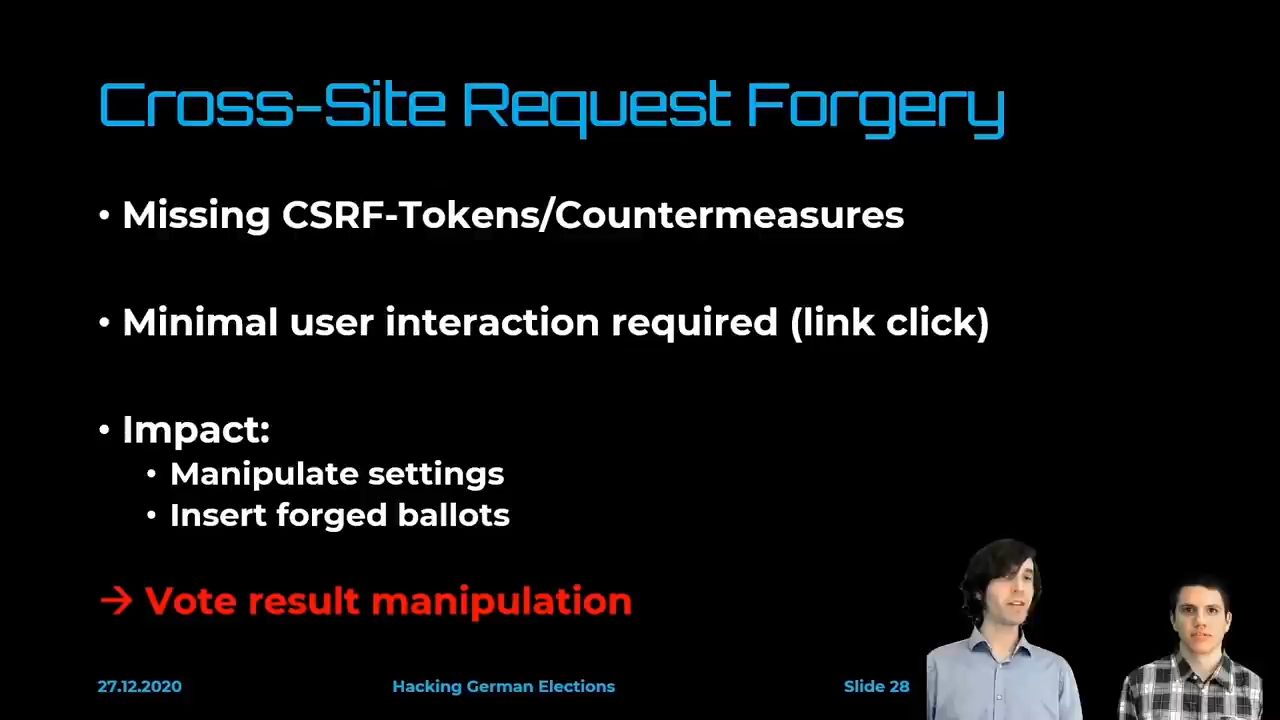 Cross-Site Request Forgery
• Missing CSRF-Tokens/Countermeasures
• Minimal user interaction required (link click)
• Impact:
• Manipulate settings
• Insert forged ballots
→ Vote result manipulation
27.12.2020 Hacking German Elections Slide 28